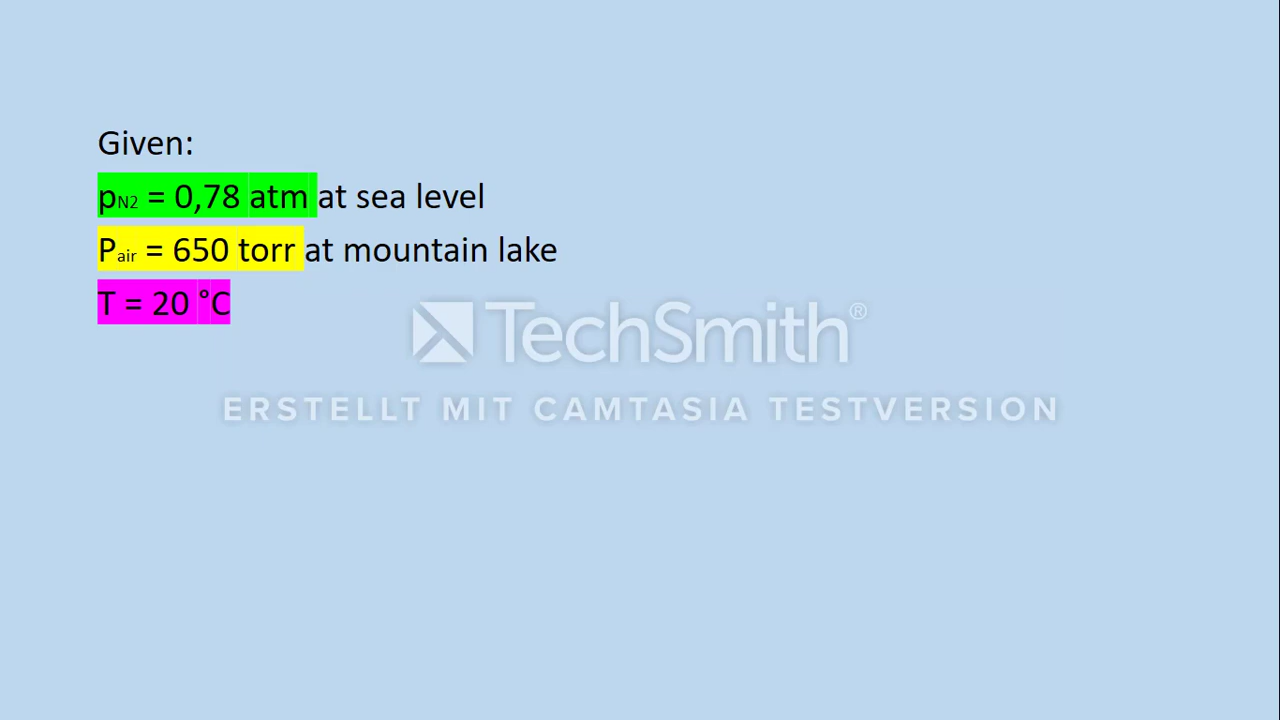 Given:
pN2 = 0,78 atm at sea level
Pair = 650 torr at mountain lake
T = 20 °C
TechSmith®
ERSTELLT MIT CAMTASIA TESTVERSION